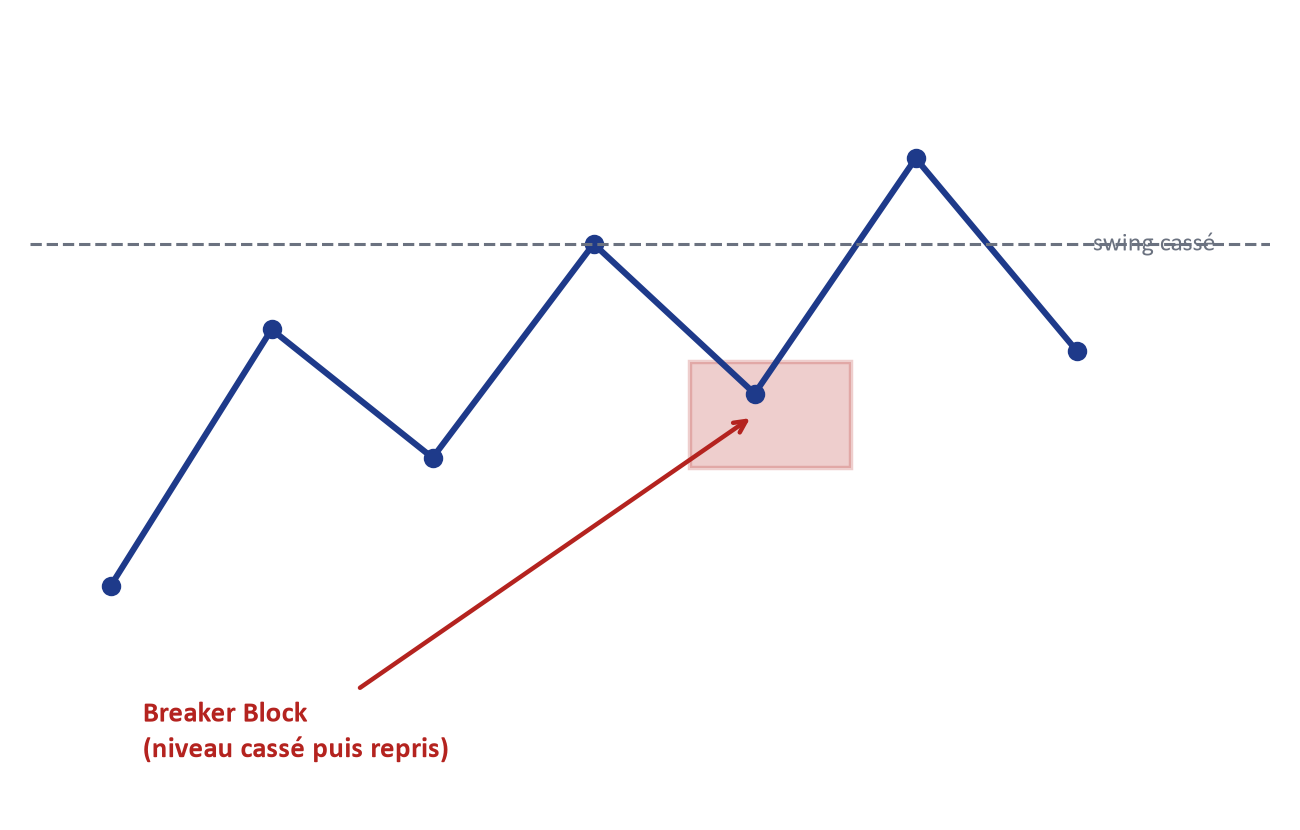 swing cassé
Breaker Block
(niveau cassé puis repris)